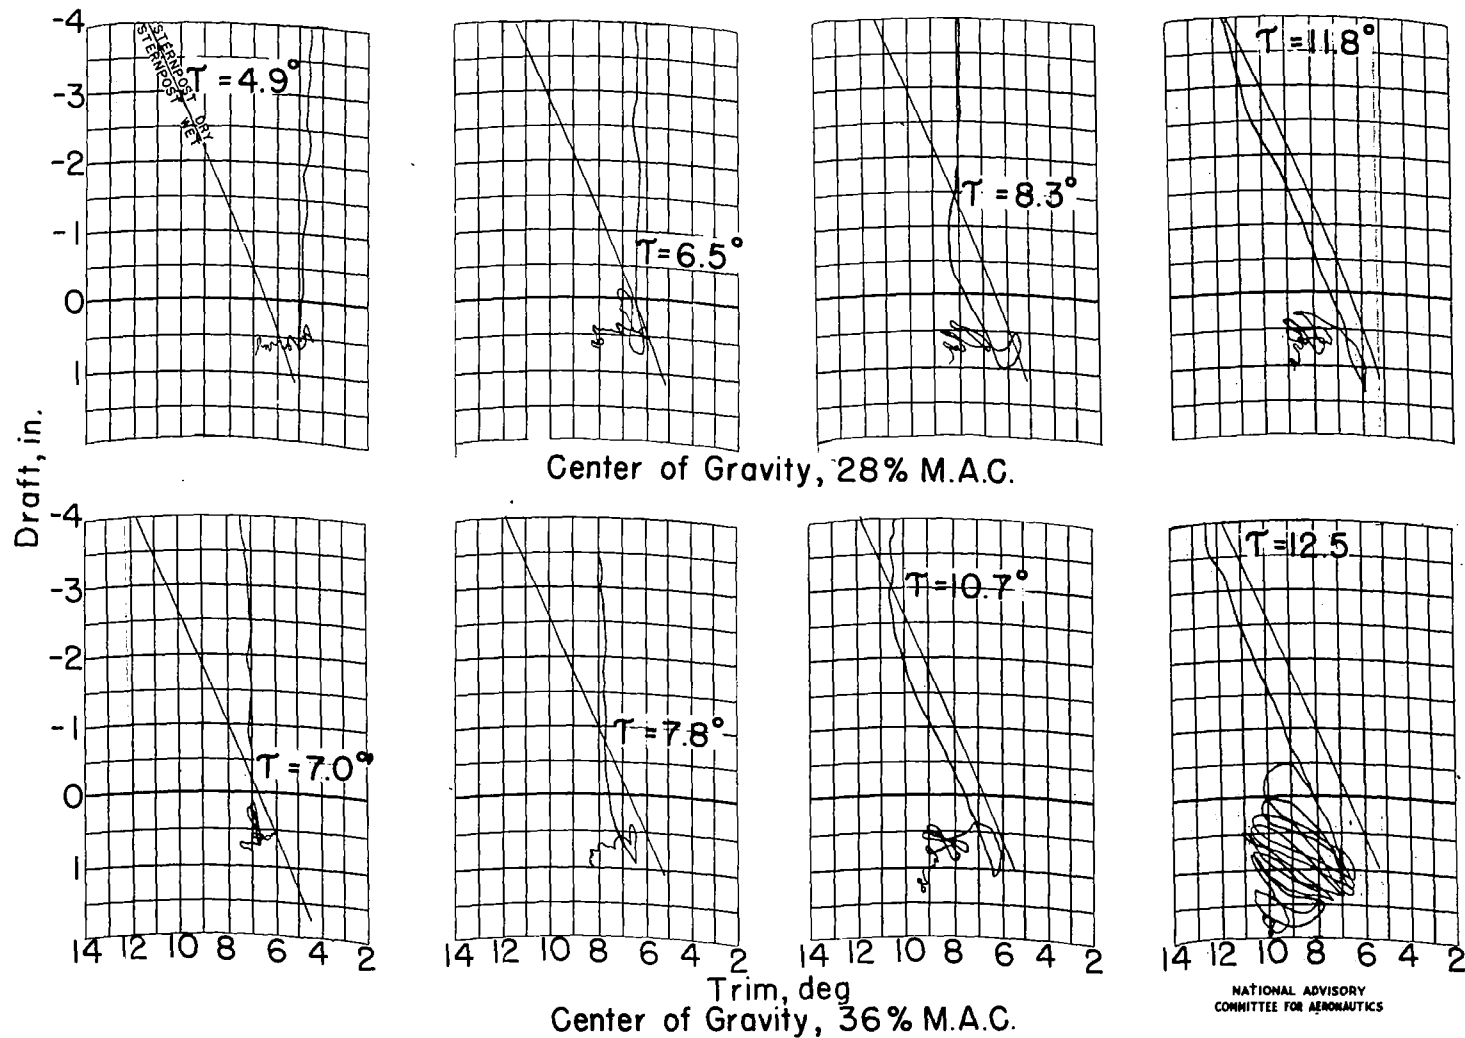 -4
-3
-2
-1
0
1
STERNPOST DRY
STERNPOST WET
τ = 4.9°
τ = 6.5°
τ = 8.3°
τ = 11.8°
Center of Gravity, 28% M.A.C.
Draft, in.
-4
-3
-2
-1
0
1
τ = 7.0°
τ = 7.8°
τ = 10.7°
τ = 12.5
14 12 10 8 6 4 2
14 12 10 8 6 4 2
14 12 10 8 6 4 2
14 12 10 8 6 4 2
Trim, deg
Center of Gravity, 36% M.A.C.
NATIONAL ADVISORY
COMMITTEE FOR AERONAUTICS